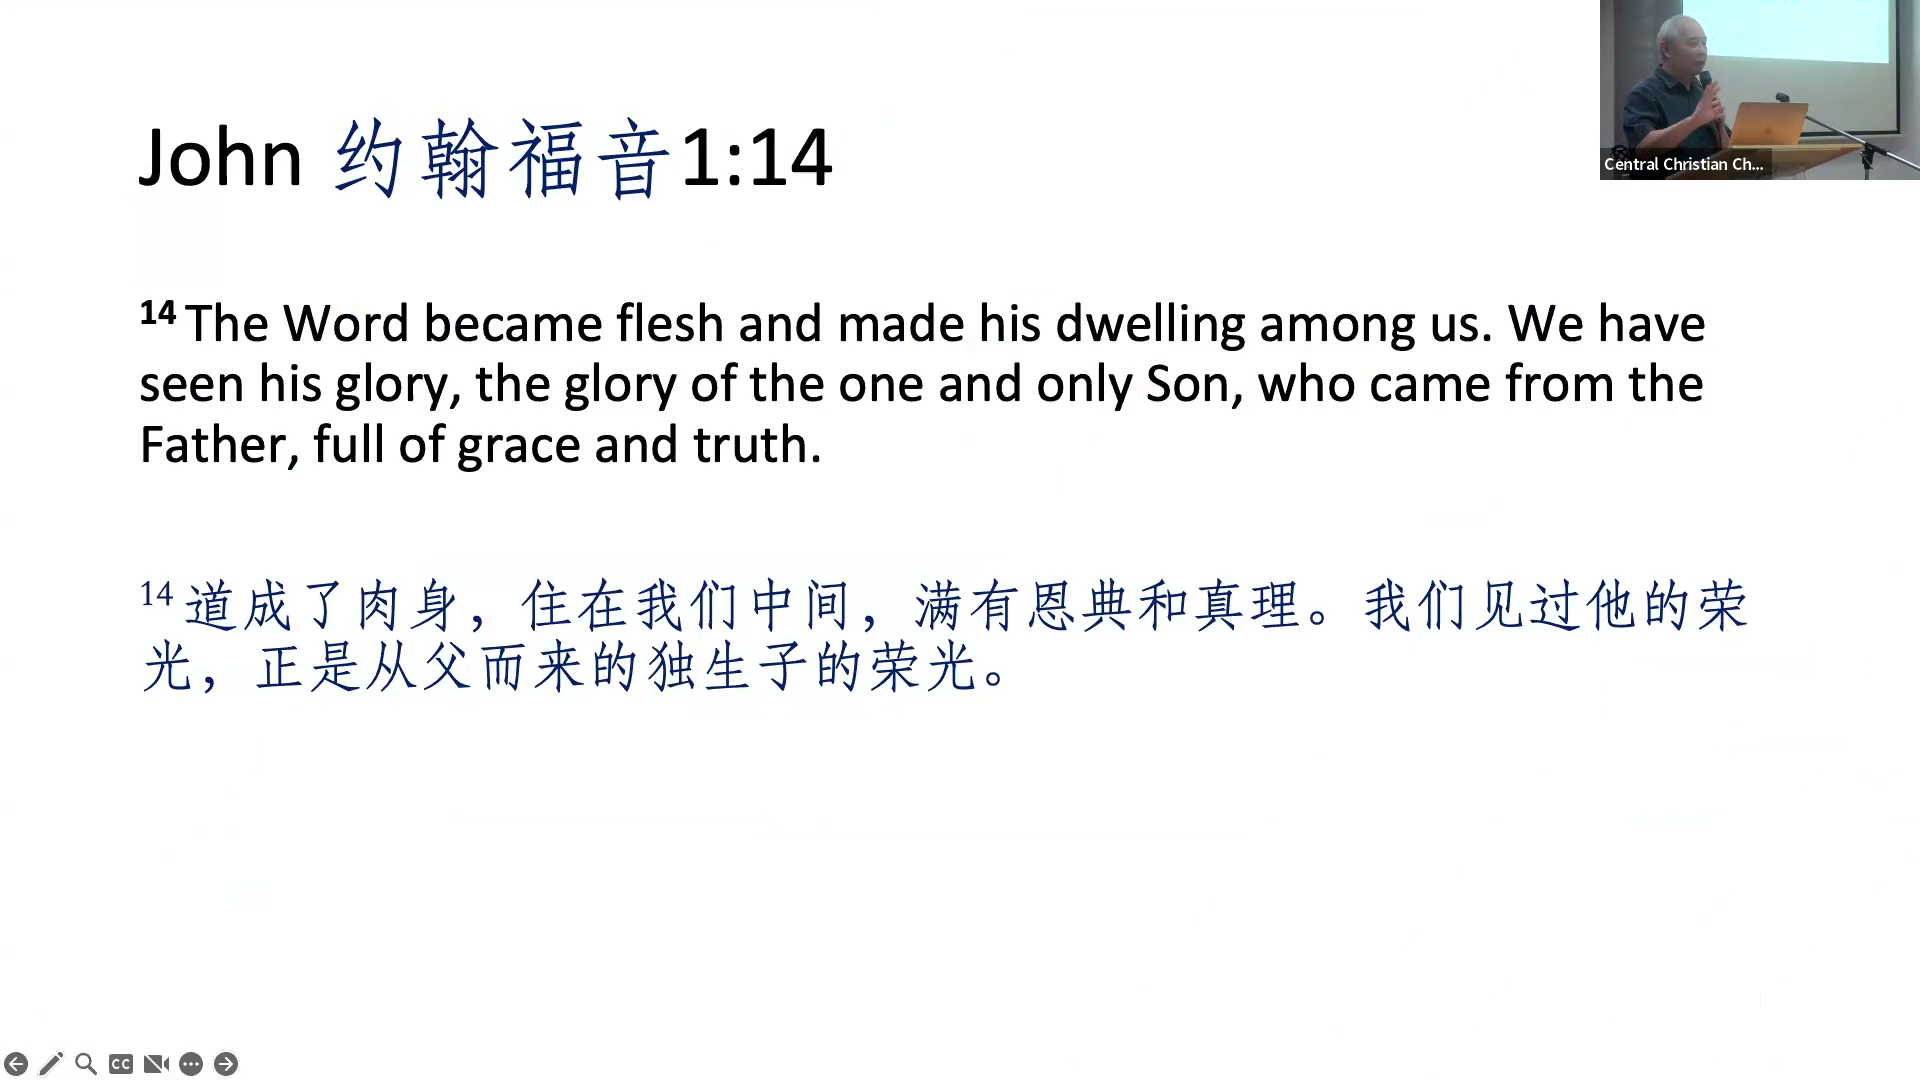 John 约翰福音1:14
Central Christian Ch...
14 The Word became flesh and made his dwelling among us. We have
seen his glory, the glory of the one and only Son, who came from the
Father, full of grace and truth.
14 道成了肉身，住在我们中间，满有恩典和真理。我们见过他的荣
光，正是从父而来的独生子的荣光。
CC